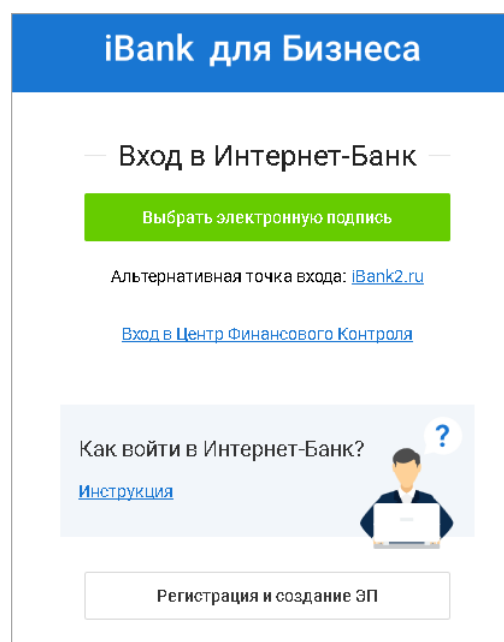 iBank для Бизнеса
Вход в Интернет-Банк
Выбрать электронную подпись
Альтернативная точка входа: iBank2.ru
Вход в Центр Финансового Контроля
?
Как войти в Интернет-Банк?
Инструкция
Регистрация и создание ЭП